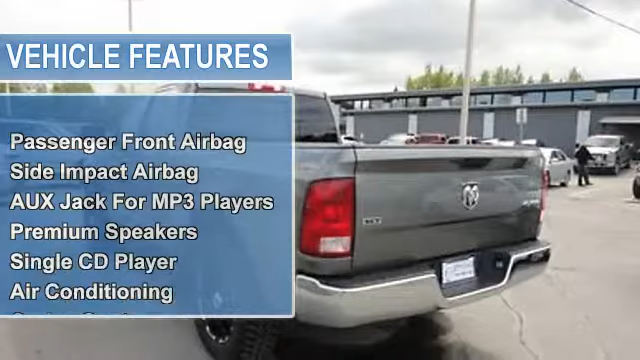 VEHICLE FEATURES
Passenger Front Airbag
Side Impact Airbag
AUX Jack For MP3 Players
Premium Speakers
Single CD Player
Air Conditioning